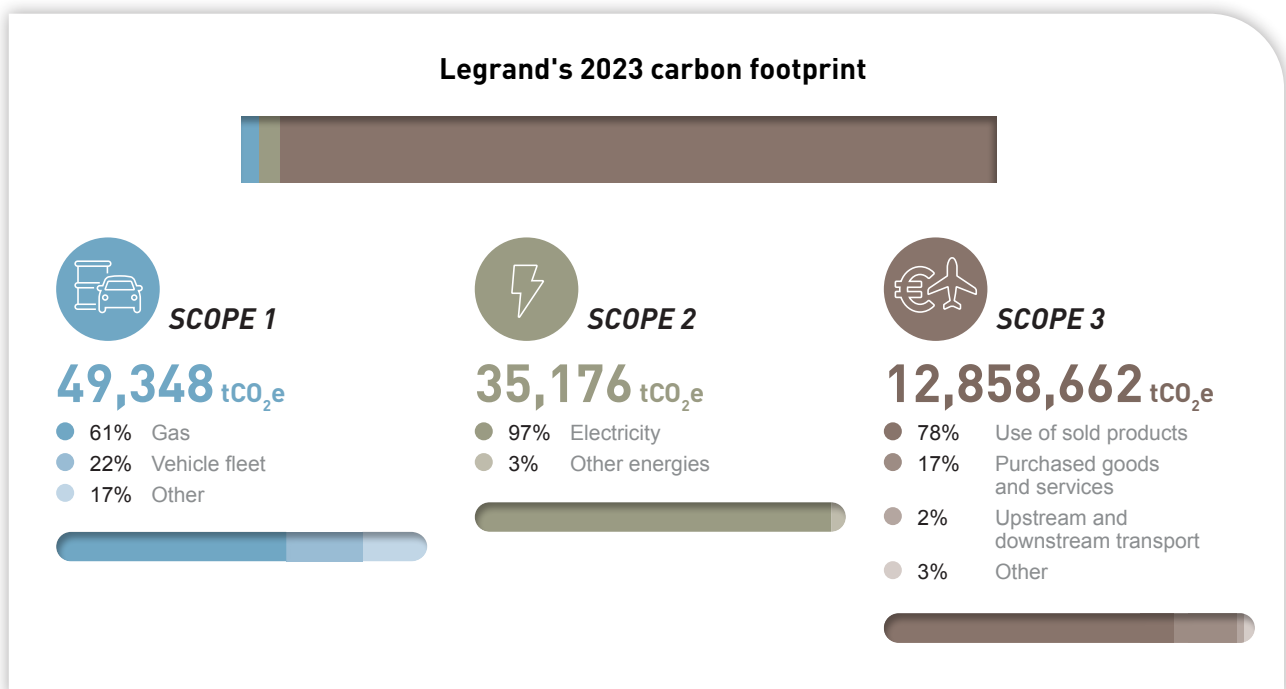 Legrand's 2023 carbon footprint
SCOPE 1
49,348 tCO₂e
61% Gas
22% Vehicle fleet
17% Other
SCOPE 2
35,176 tCO₂e
97% Electricity
3% Other energies
SCOPE 3
12,858,662 tCO₂e
78% Use of sold products
17% Purchased goods
and services
2% Upstream and
downstream transport
3% Other